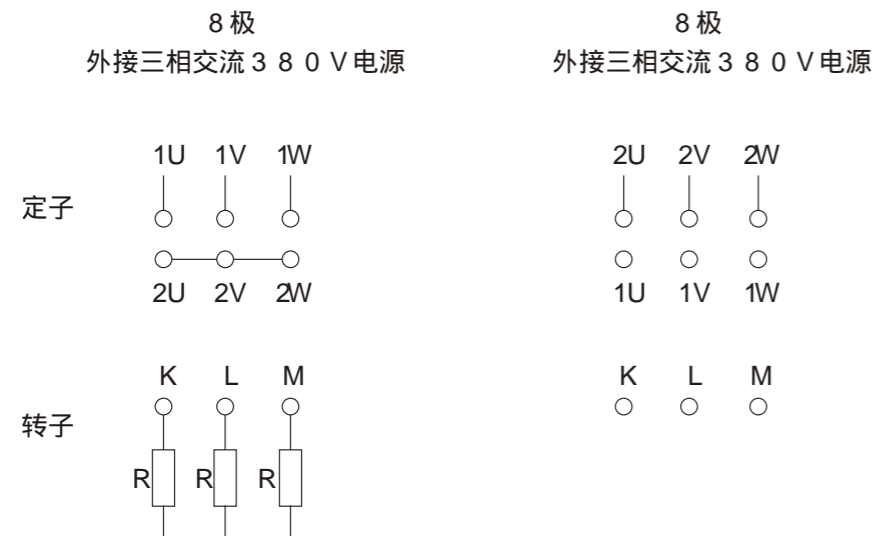 8极
外接三相交流380V电源
1U 1V 1W
定子
2U 2V 2W
K L M
转子
R R R
8极
外接三相交流380V电源
2U 2V 2W
1U 1V 1W
K L M